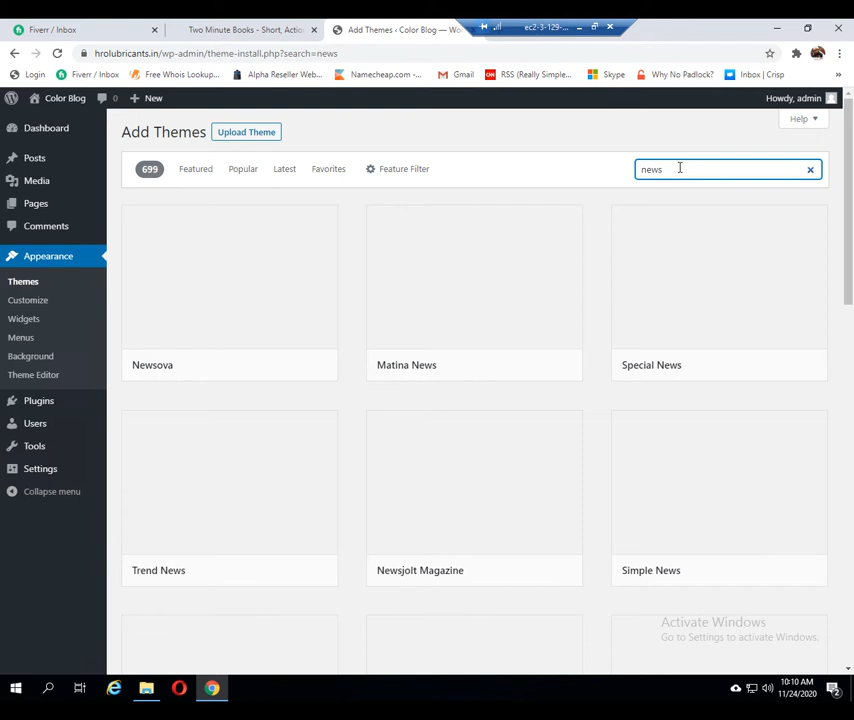 Fiverr / Inbox
Two Minute Books - Short, Actio
Add Themes ‹ Color Blog — Wo
ec2-3-129-...
hrolubricants.in/wp-admin/theme-install.php?search=news
Login
Fiverr / Inbox
Free Whois Lookup...
Alpha Reseller Web...
Namecheap.com -...
Gmail
RSS (Really Simple...
Skype
Why No Padlock?
Inbox | Crisp
Color Blog
0
New
Howdy, admin
Dashboard
Posts
Media
Pages
Comments
Appearance
Themes
Customize
Widgets
Menus
Background
Theme Editor
Plugins
Users
Tools
Settings
Collapse menu
Help
Add Themes
Upload Theme
699
Featured
Popular
Latest
Favorites
Feature Filter
news
Newsova
Matina News
Special News
Trend News
Newsjolt Magazine
Simple News
Activate Windows
Go to Settings to activate Windows.
10:10 AM
11/24/2020
2